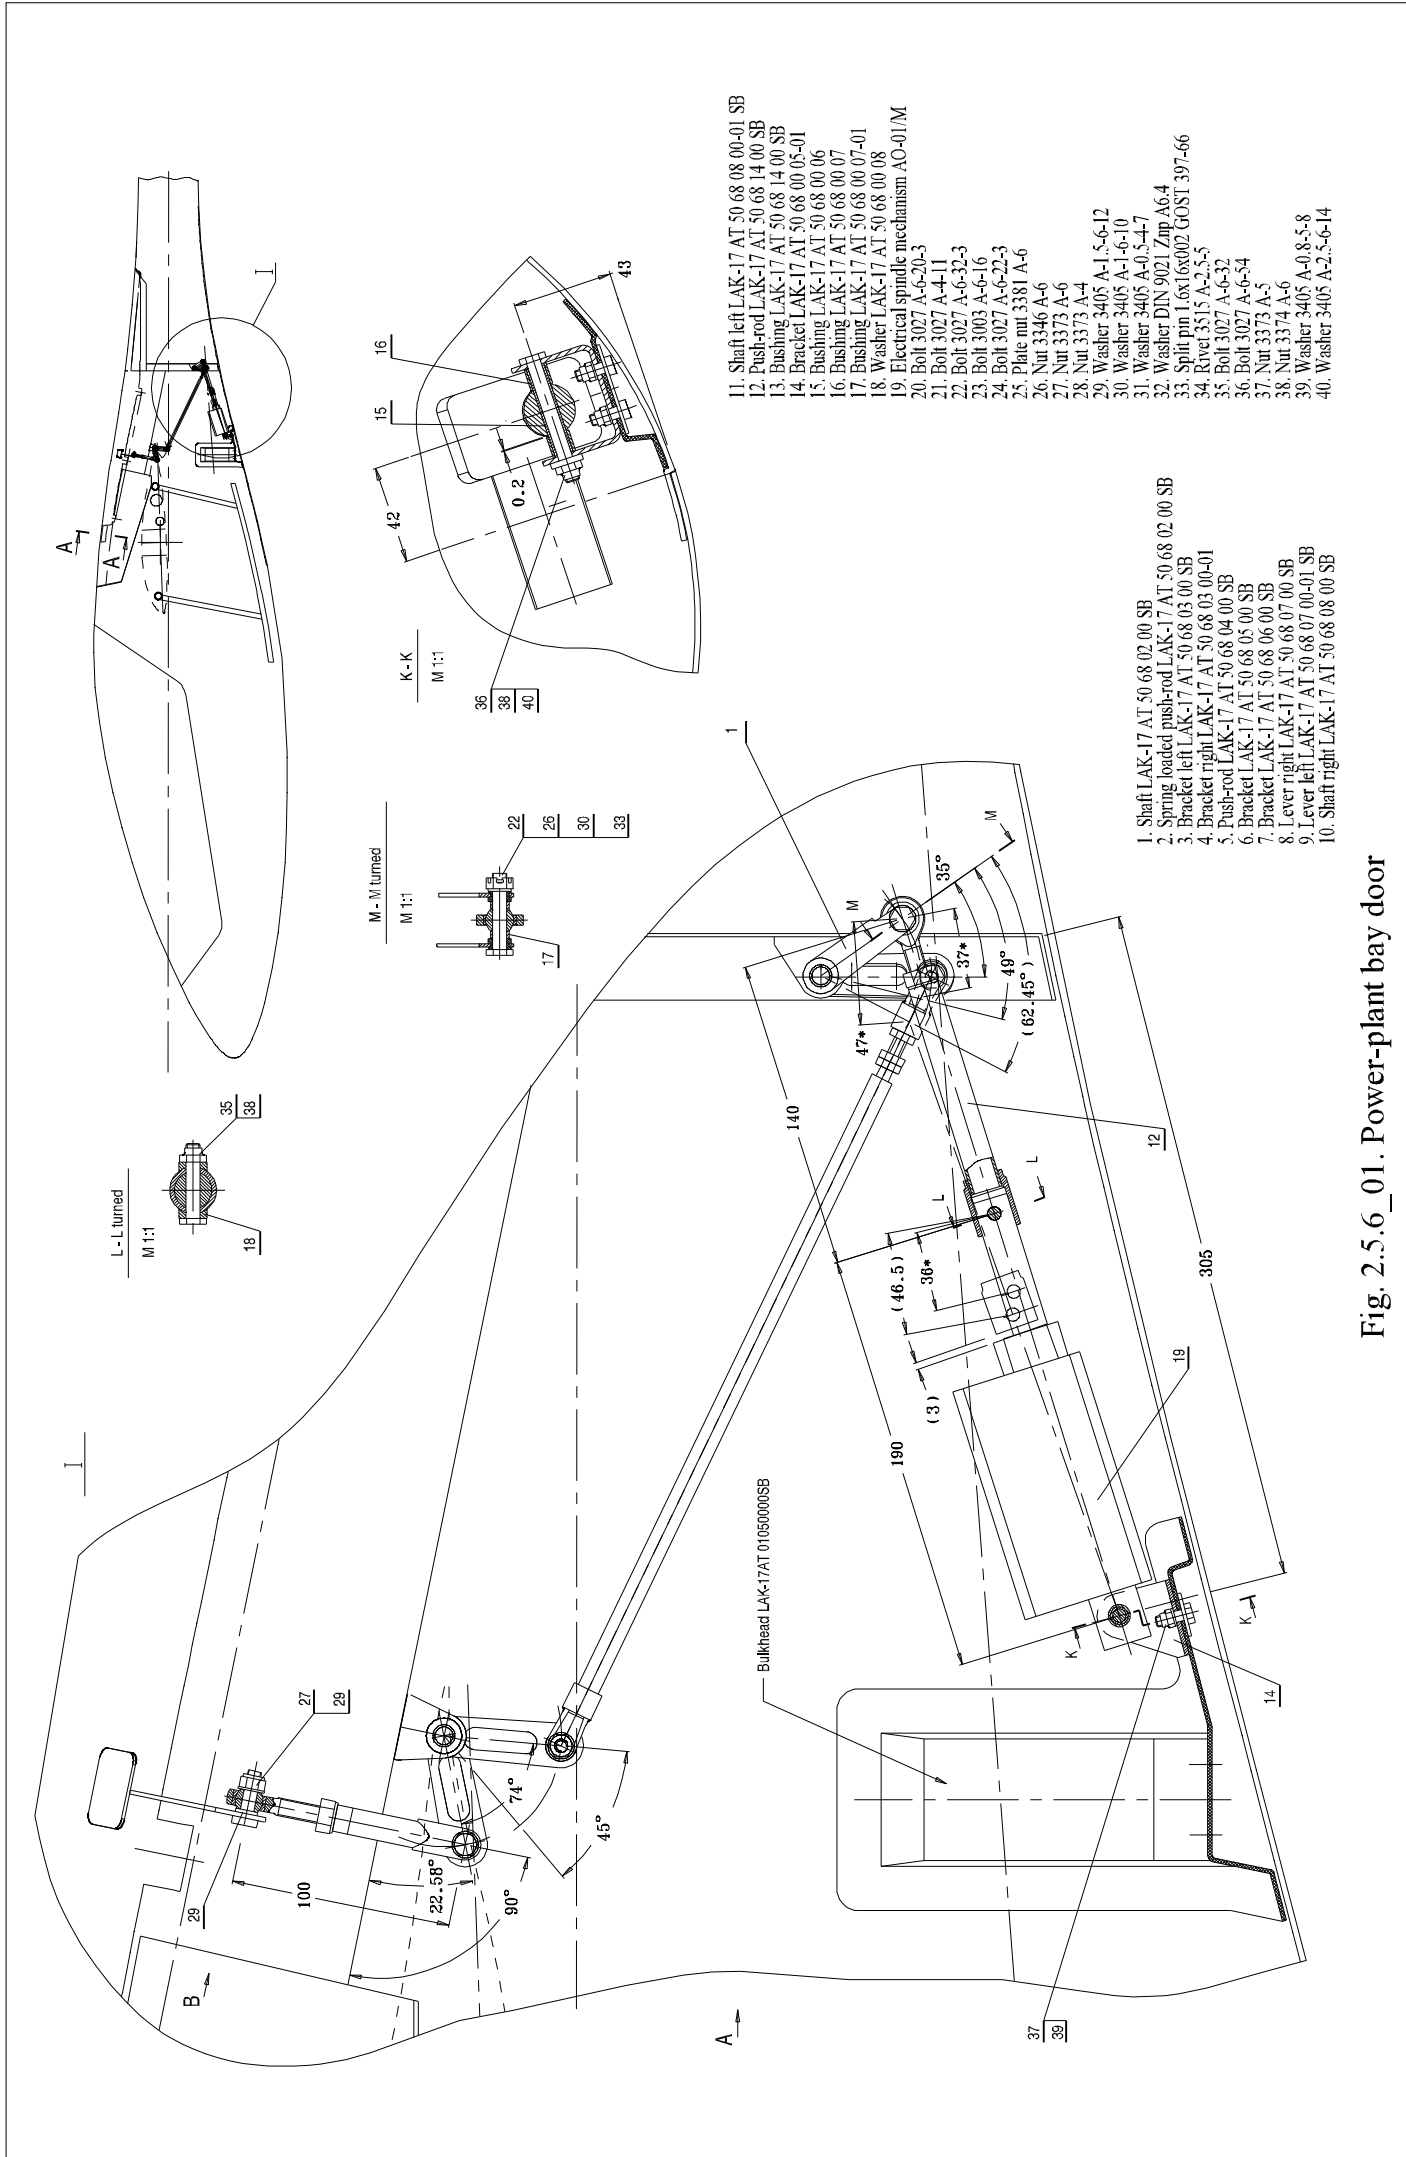 I
A
A
I
B
29
27
29
100
22.58°
90°
74°
45°
A
L - L turned
M 1:1
18
35
38
M - M turned
M 1:1
17
22
26
30
33
K - K
M 1:1
36
38
40
42
0.2
15
16
43
Bulkhead LAK-17AT 01050000SB
1
M
M
35°
37*
49°
(62.45°)
47*
140
12
L
L
(46.5)
36*
(3)
190
19
305
K
K
14
37
39
1. Shaft LAK-17 AT 50 68 02 00 SB
2. Spring loaded push-rod LAK-17 AT 50 68 02 00 SB
3. Bracket left LAK-17 AT 50 68 03 00 SB
4. Bracket right LAK-17 AT 50 68 03 00-01
5. Push-rod LAK-17 AT 50 68 04 00 SB
6. Bracket LAK-17 AT 50 68 05 00 SB
7. Bracket LAK-17 AT 50 68 06 00 SB
8. Lever right LAK-17 AT 50 68 07 00 SB
9. Lever left LAK-17 AT 50 68 07 00-01 SB
10. Shaft right LAK-17 AT 50 68 08 00 SB
11. Shaft left LAK-17 AT 50 68 08 00-01 SB
12. Push-rod LAK-17 AT 50 68 14 00 SB
13. Bushing LAK-17 AT 50 68 14 00 SB
14. Bracket LAK-17 AT 50 68 00 05-01
15. Bushing LAK-17 AT 50 68 00 06
16. Bushing LAK-17 AT 50 68 00 07
17. Bushing LAK-17 AT 50 68 00 07-01
18. Washer LAK-17 AT 50 68 00 08
19. Electrical spindle mechanism AO-01/M
20. Bolt 3027 A-6-20-3
21. Bolt 3027 A-4-11
22. Bolt 3027 A-6-32-3
23. Bolt 3003 A-6-16
24. Bolt 3027 A-6-22-3
25. Plate nut 3381 A-6
26. Nut 3346 A-6
27. Nut 3373 A-6
28. Nut 3373 A-4
29. Washer 3405 A-1.5-6-12
30. Washer 3405 A-1-6-10
31. Washer 3405 A-0.5-4-7
32. Washer DIN 9021 Znp A6.4
33. Split pin 1.6x16x002 GOST 397-66
34. Rivet 3515 A-2.5-5
35. Bolt 3027 A-6-32
36. Bolt 3027 A-6-54
37. Nut 3373 A-5
38. Nut 3374 A-6
39. Washer 3405 A-0.8-5-8
40. Washer 3405 A-2.5-6-14
Fig. 2.5.6_01. Power-plant bay door